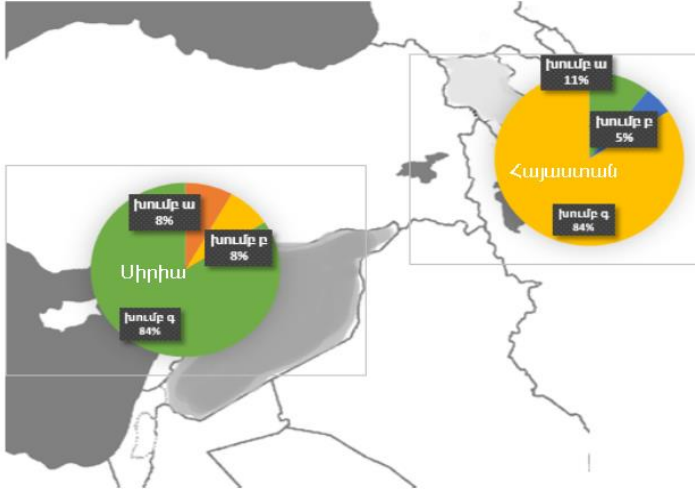 խումբ ա
11%
խումբ բ
5%
Հայաստան
խումբ գ
84%
խումբ ա
8%
խումբ բ
8%
Սիրիա
խումբ գ
84%